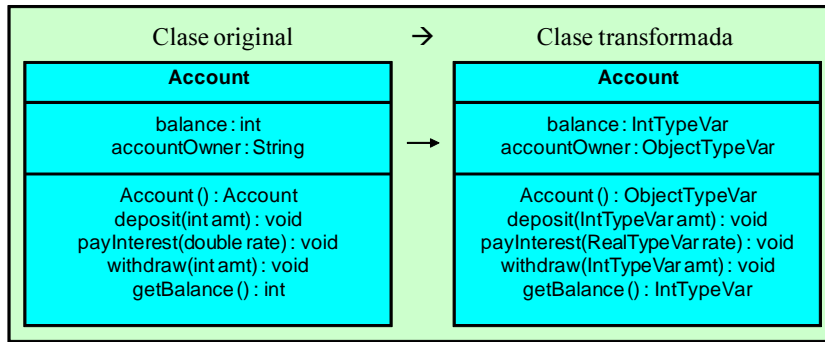 Clase original → Clase transformada
Account
balance : int
accountOwner : String
Account() : Account
deposit(int amt) : void
payInterest(double rate) : void
withdraw(int amt) : void
getBalance() : int
→
Account
balance : IntTypeVar
accountOwner : ObjectTypeVar
Account() : ObjectTypeVar
deposit(IntTypeVar amt) : void
payInterest(RealTypeVar rate) : void
withdraw(IntTypeVar amt) : void
getBalance() : IntTypeVar